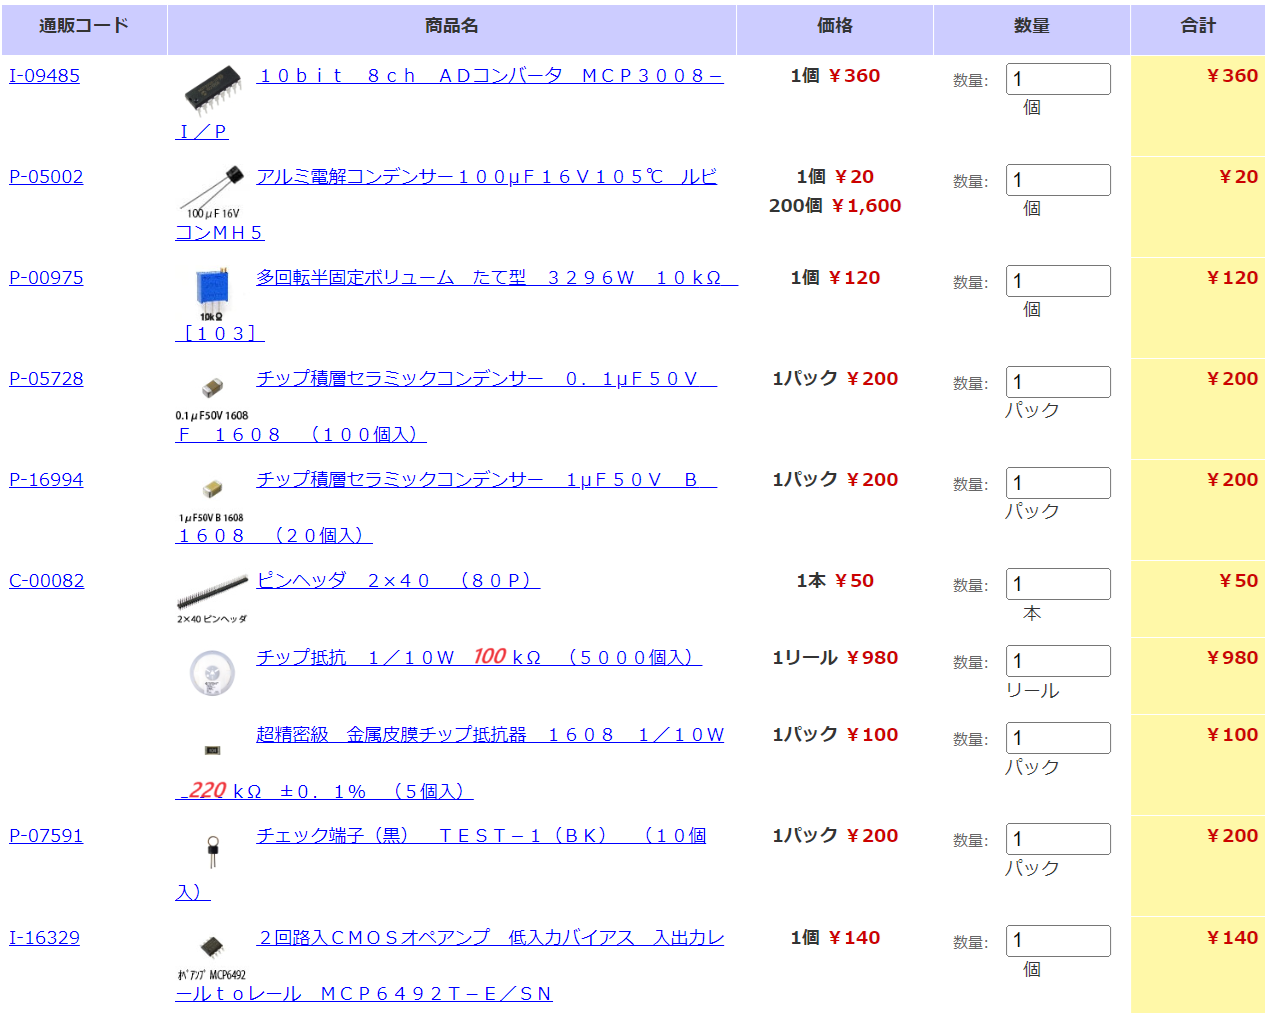 通販コード 商品名 価格 数量 合計
I-09485 １０ｂｉｔ　８ｃｈ　ＡＤコンバータ　ＭＣＰ３００８－ 1個 ￥360 数量: 1 ￥360
個
Ｉ／Ｐ
P-05002 アルミ電解コンデンサー１００μＦ１６Ｖ１０５℃　ルビ 1個 ￥20 数量: 1 ￥20
200個 ￥1,600 個
100μF 16V
コンＭＨ５
P-00975 多回転半固定ボリューム　たて型　３２９６Ｗ　１０ｋΩ 1個 ￥120 数量: 1 ￥120
個
10kΩ
［１０３］
P-05728 チップ積層セラミックコンデンサー　０．１μＦ５０Ｖ 1パック ￥200 数量: 1 ￥200
パック
0.1μF50V 1608
Ｆ　１６０８　（１００個入）
P-16994 チップ積層セラミックコンデンサー　１μＦ５０Ｖ　Ｂ 1パック ￥200 数量: 1 ￥200
パック
1μF50V B 1608
１６０８　（２０個入）
C-00082 ピンヘッダ　２×４０　（８０Ｐ） 1本 ￥50 数量: 1 ￥50
本
2×40 ピンヘッダ
チップ抵抗　１／１０Ｗ　100 ｋΩ　（５０００個入） 1リール ￥980 数量: 1 ￥980
リール
超精密級　金属皮膜チップ抵抗器　１６０８　１／１０Ｗ 1パック ￥100 数量: 1 ￥100
パック
220 ｋΩ　±０．１％　（５個入）
P-07591 チェック端子（黒）　ＴＥＳＴ－１（ＢＫ）　（１０個 1パック ￥200 数量: 1 ￥200
パック
入）
I-16329 ２回路入ＣＭＯＳオペアンプ　低入力バイアス　入出力レ 1個 ￥140 数量: 1 ￥140
個
ｵﾍﾟｱﾝﾌﾟ MCP6492
ールｔｏレール　ＭＣＰ６４９２Ｔ－Ｅ／ＳＮ